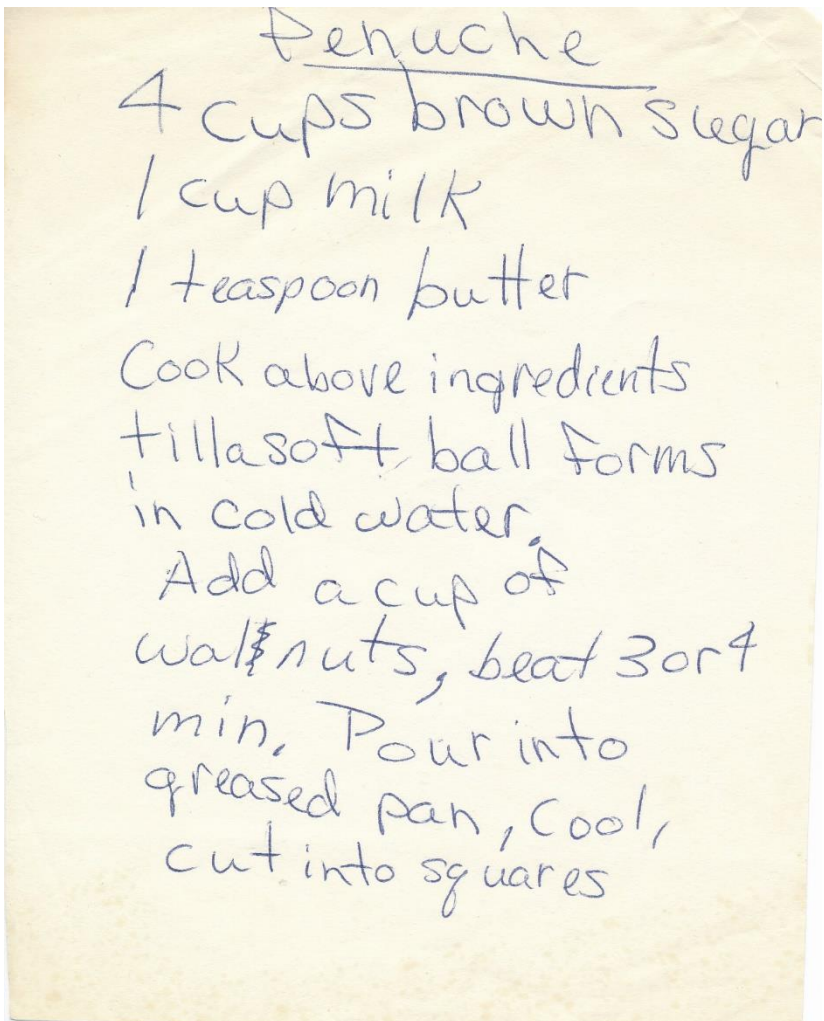 Penuche
4 cups brown sugar
1 cup milk
1 teaspoon butter
Cook above ingredients
till a soft ball forms
in cold water.
Add a cup of
walnuts, beat 3 or 4
min. Pour into
greased pan, cool,
cut into squares